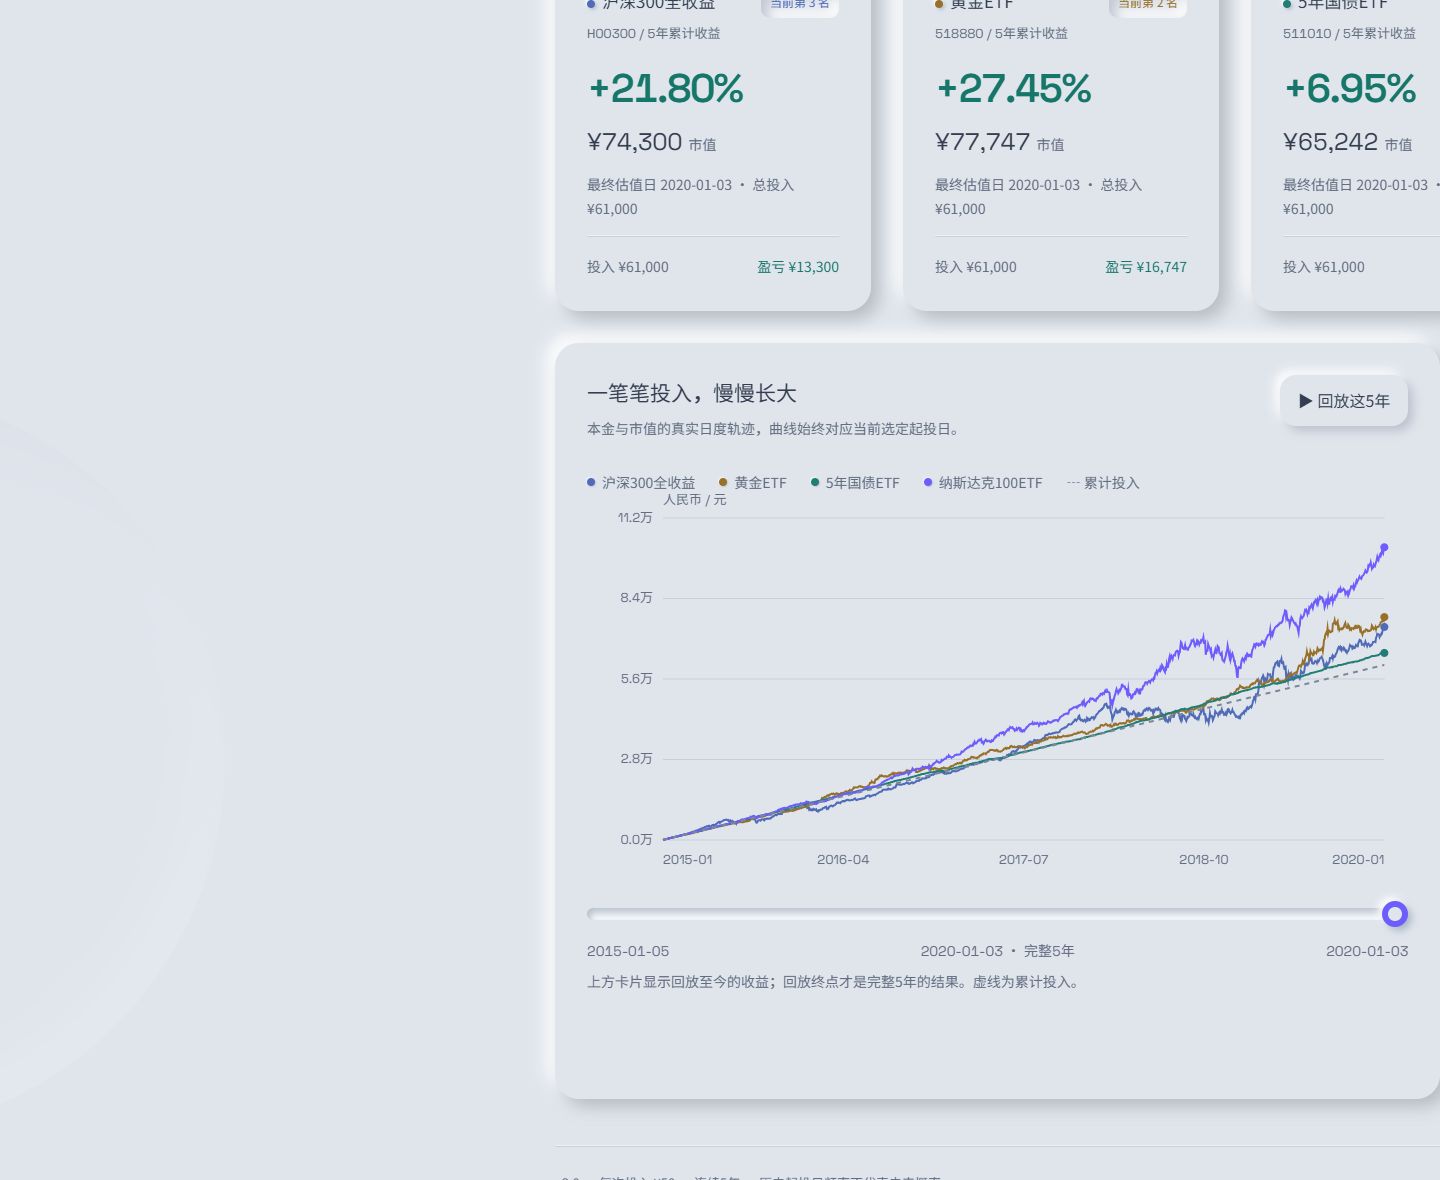 沪深300全收益 当前第 3 名
H00300 / 5年累计收益
+21.80%
¥74,300 市值
最终估值日 2020-01-03 · 总投入
¥61,000
投入 ¥61,000 盈亏 ¥13,300
黄金ETF 当前第 2 名
518880 / 5年累计收益
+27.45%
¥77,747 市值
最终估值日 2020-01-03 · 总投入
¥61,000
投入 ¥61,000 盈亏 ¥16,747
5年国债ETF
511010 / 5年累计收益
+6.95%
¥65,242 市值
最终估值日 2020-01-03 ·
¥61,000
投入 ¥61,000
一笔笔投入，慢慢长大
▶ 回放这5年
本金与市值的真实日度轨迹，曲线始终对应当前选定起投日。
沪深300全收益 黄金ETF 5年国债ETF 纳斯达克100ETF 累计投入
人民币 / 元
11.2万
8.4万
5.6万
2.8万
0.0万
2015-01 2016-04 2017-07 2018-10 2020-01
2015-01-05 2020-01-03 · 完整5年 2020-01-03
上方卡片显示回放至今的收益；回放终点才是完整5年的结果。虚线为累计投入。